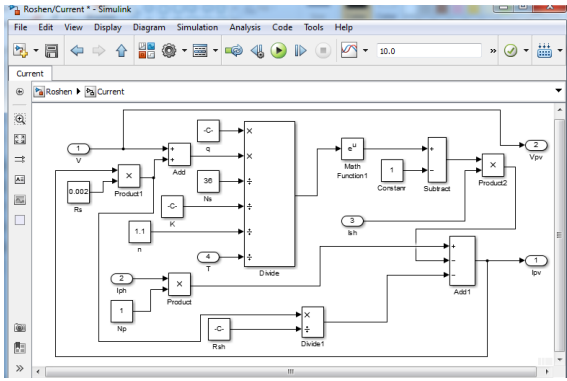 Roshen/Current * - Simulink
File Edit View Display Diagram Simulation Analysis Code Tools Help
10.0
»
Current
Roshen Current
-C-
q
1
V
+
+
Add
×
×
÷
÷
÷
÷
Divide
e^u
Math
Function1
2
Vpv
×
Product1
0.002
Rs
36
Ns
1
Constanr
+
−
Subtract
×
Product2
-C-
K
3
Ish
1.1
n
4
T
+
−
−
Add1
1
Ipv
2
Iph
×
Product
1
Np
-C-
Rsh
×
÷
Divide1
»